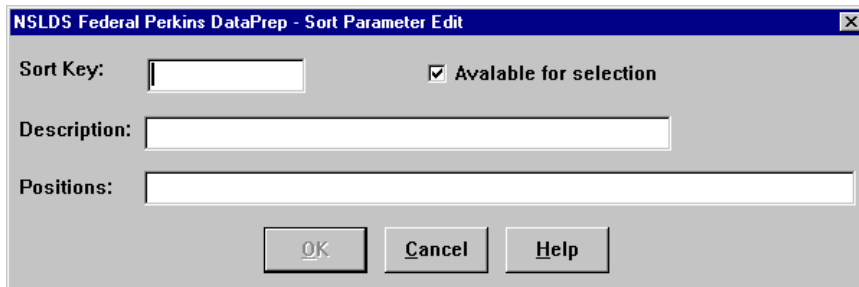 NSLDS Federal Perkins DataPrep - Sort Parameter Edit
Sort Key: Avalable for selection
Description:
Positions:
OK Cancel Help